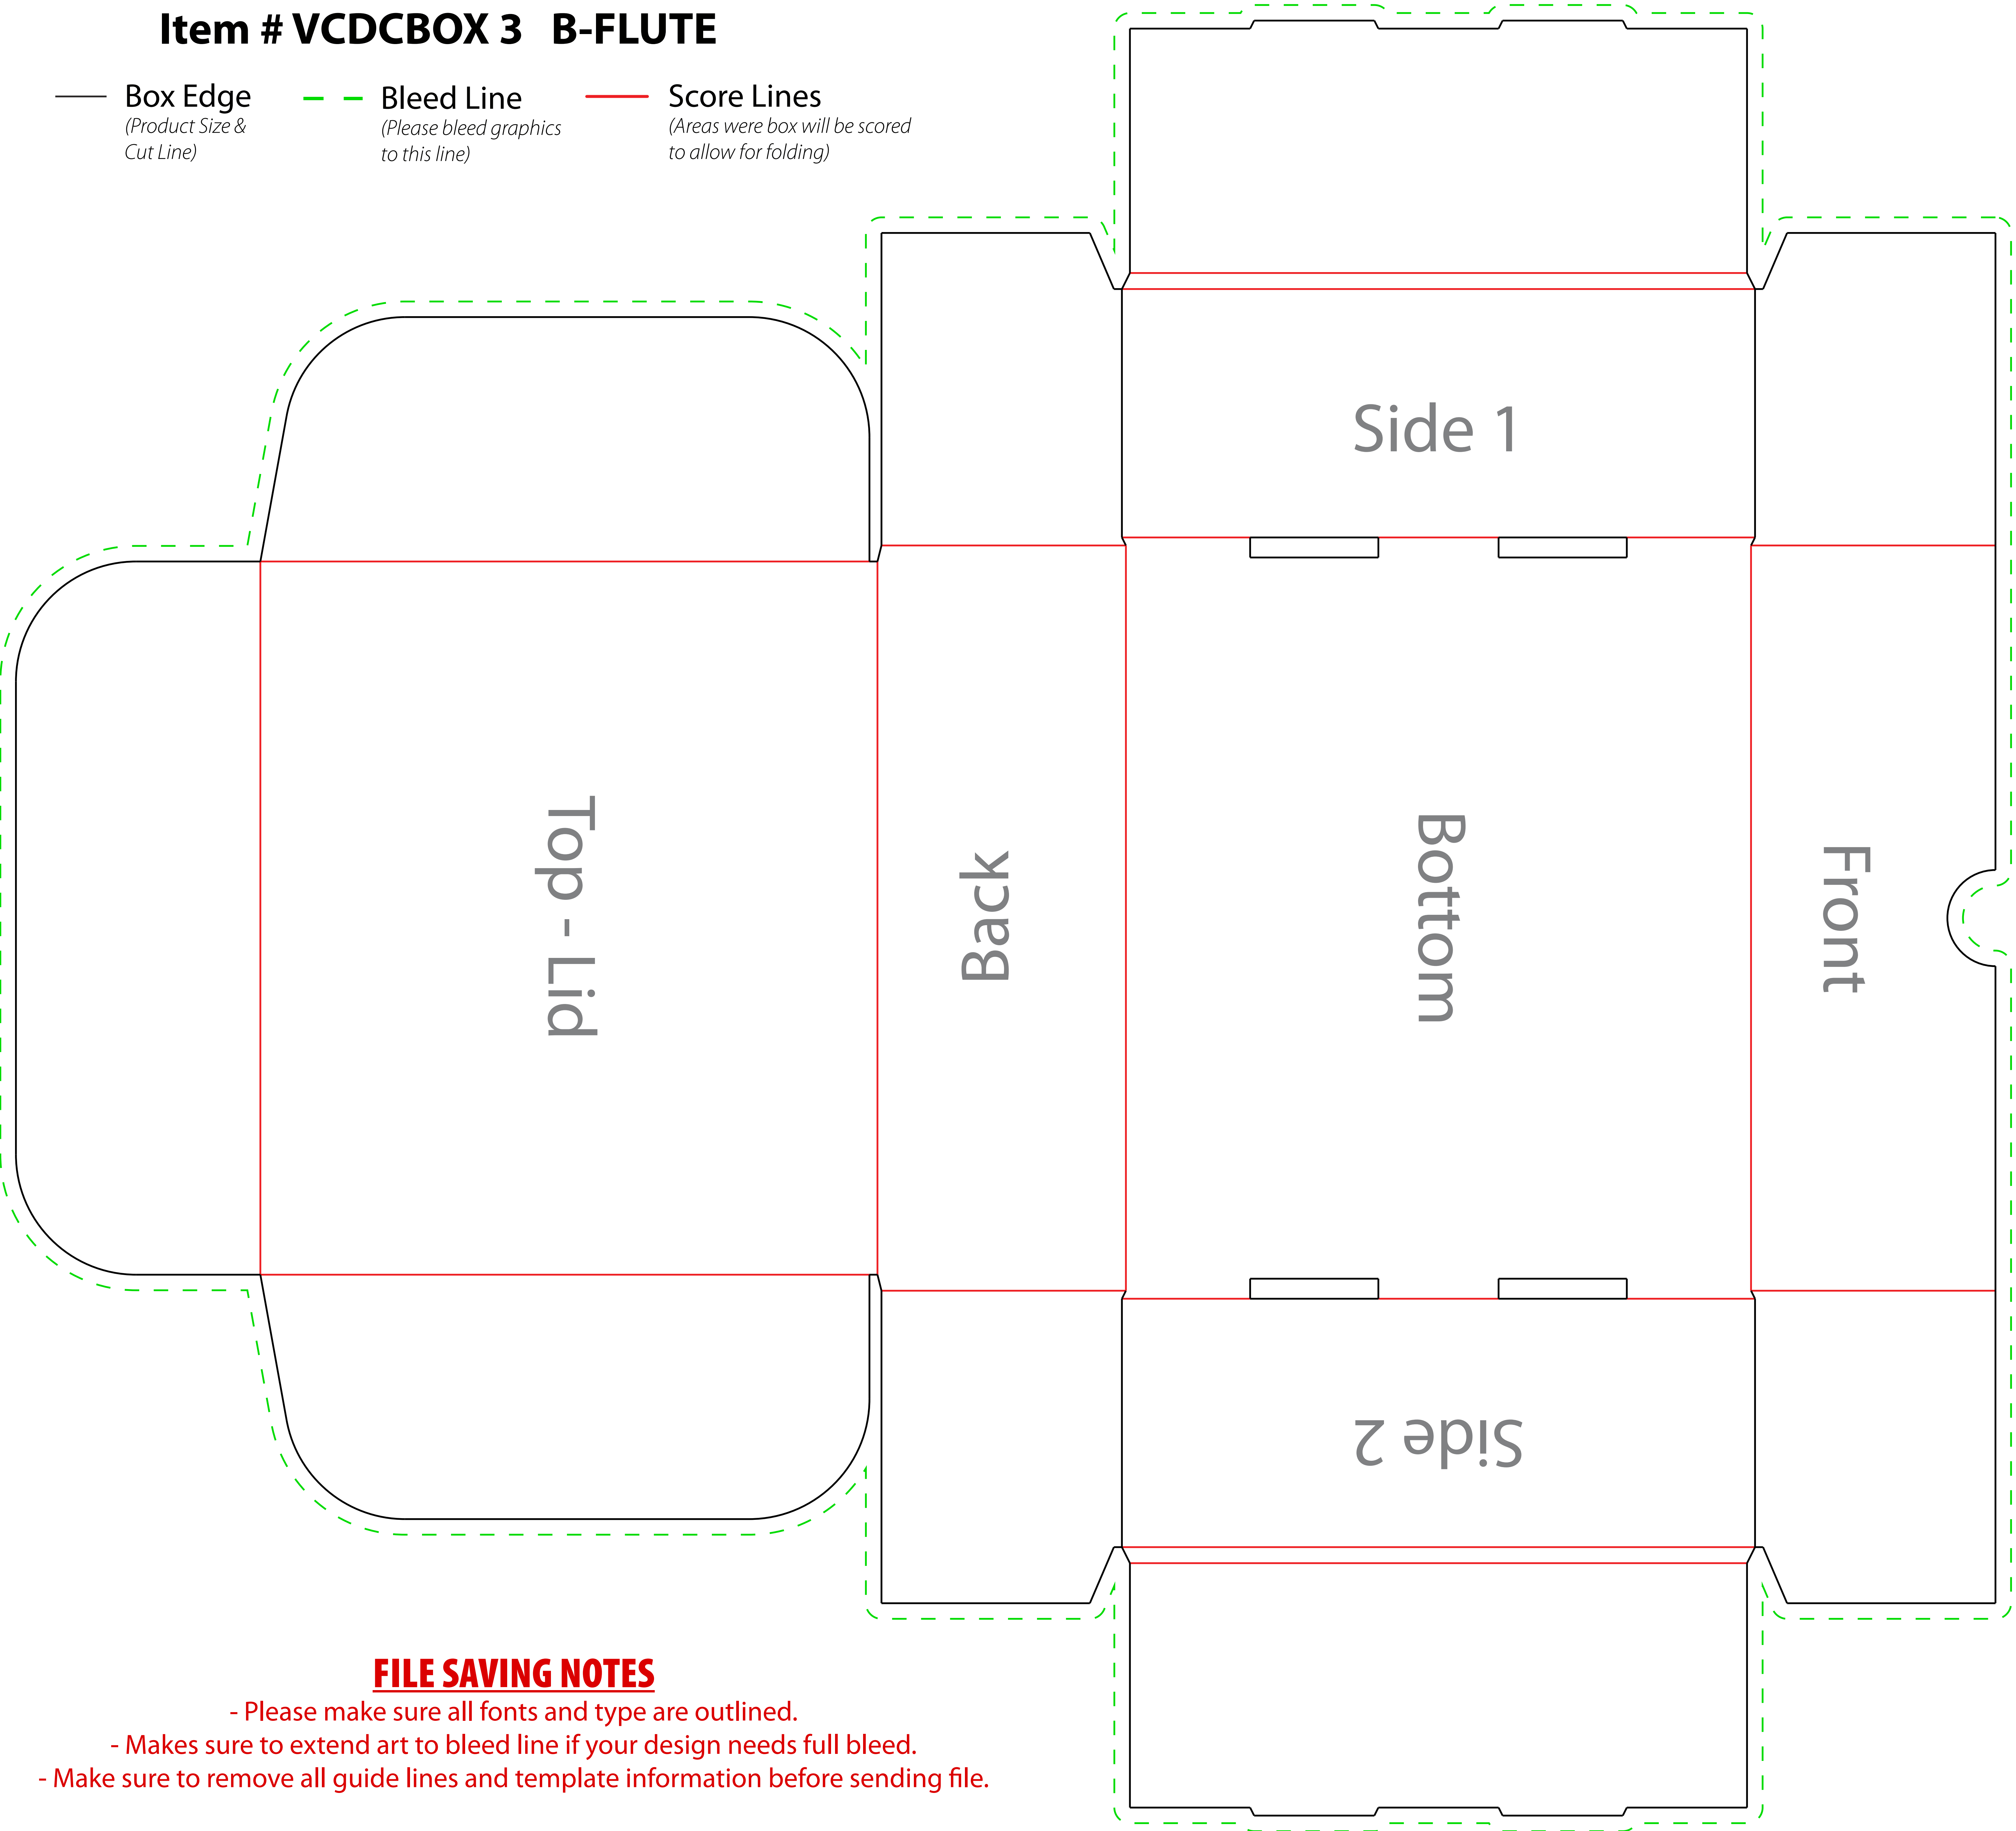 Item # VCDCBOX 3   B-FLUTE
Box Edge
(Product Size &
Cut Line)
Bleed Line
(Please bleed graphics
to this line)
Score Lines
(Areas were box will be scored
to allow for folding)
Side 1
Top - Lid
Back
Bottom
Front
Side 2
FILE SAVING NOTES
- Please make sure all fonts and type are outlined.
- Makes sure to extend art to bleed line if your design needs full bleed.
- Make sure to remove all guide lines and template information before sending file.